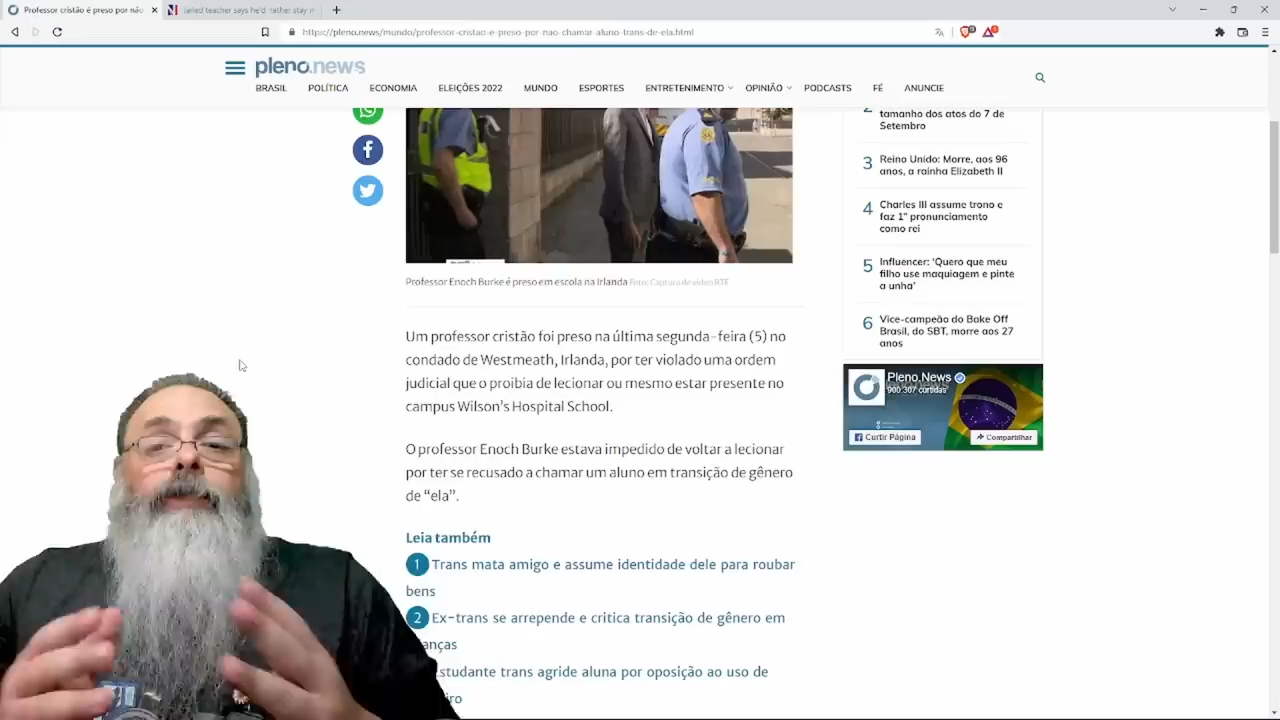 Professor cristão é preso por não
Jailed teacher says he'd rather stay in
https://pleno.news/mundo/professor-cristao-e-preso-por-nao-chamar-aluno-trans-de-ela.html
pleno.news
BRASIL POLÍTICA ECONOMIA ELEIÇÕES 2022 MUNDO ESPORTES ENTRETENIMENTO OPINIÃO PODCASTS FÉ ANUNCIE
Professor Enoch Burke é preso em escola na Irlanda Foto: Captura de vídeo RTE
Um professor cristão foi preso na última segunda-feira (5) no
condado de Westmeath, Irlanda, por ter violado uma ordem
judicial que o proibia de lecionar ou mesmo estar presente no
campus Wilson's Hospital School.
O professor Enoch Burke estava impedido de voltar a lecionar
por ter se recusado a chamar um aluno em transição de gênero
de “ela”.
Leia também
1 Trans mata amigo e assume identidade dele para roubar
bens
2 Ex-trans se arrepende e critica transição de gênero em
anças
studante trans agride aluna por oposição ao uso de
iro
tamanho dos atos do 7 de
Setembro
3 Reino Unido: Morre, aos 96
anos, a rainha Elizabeth II
4 Charles III assume trono e
faz 1° pronunciamento
como rei
5 Influencer: ‘Quero que meu
filho use maquiagem e pinte
a unha’
6 Vice-campeão do Bake Off
Brasil, do SBT, morre aos 27
anos
Pleno.News
900.307 curtidas
Curtir Página
Compartilhar